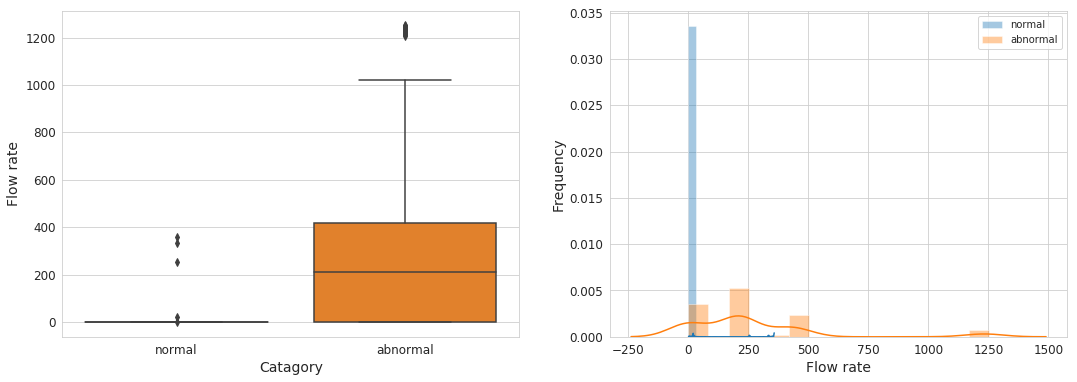 1200
1000
800
600
400
200
0
Flow rate
normal
abnormal
Catagory
0.035
0.030
0.025
0.020
0.015
0.010
0.005
0.000
Frequency
normal
abnormal
−250
0
250
500
750
1000
1250
1500
Flow rate